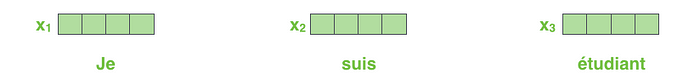 x₁ x₂ x₃
Je suis étudiant